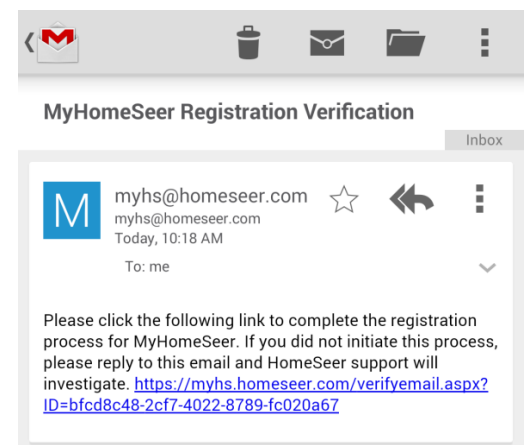 MyHomeSeer Registration Verification
Inbox
M
myhs@homeseer.com
myhs@homeseer.com
Today, 10:18 AM
To: me
Please click the following link to complete the registration
process for MyHomeSeer. If you did not initiate this process,
please reply to this email and HomeSeer support will
investigate. https://myhs.homeseer.com/verifyemail.aspx?
ID=bfcd8c48-2cf7-4022-8789-fc020a67